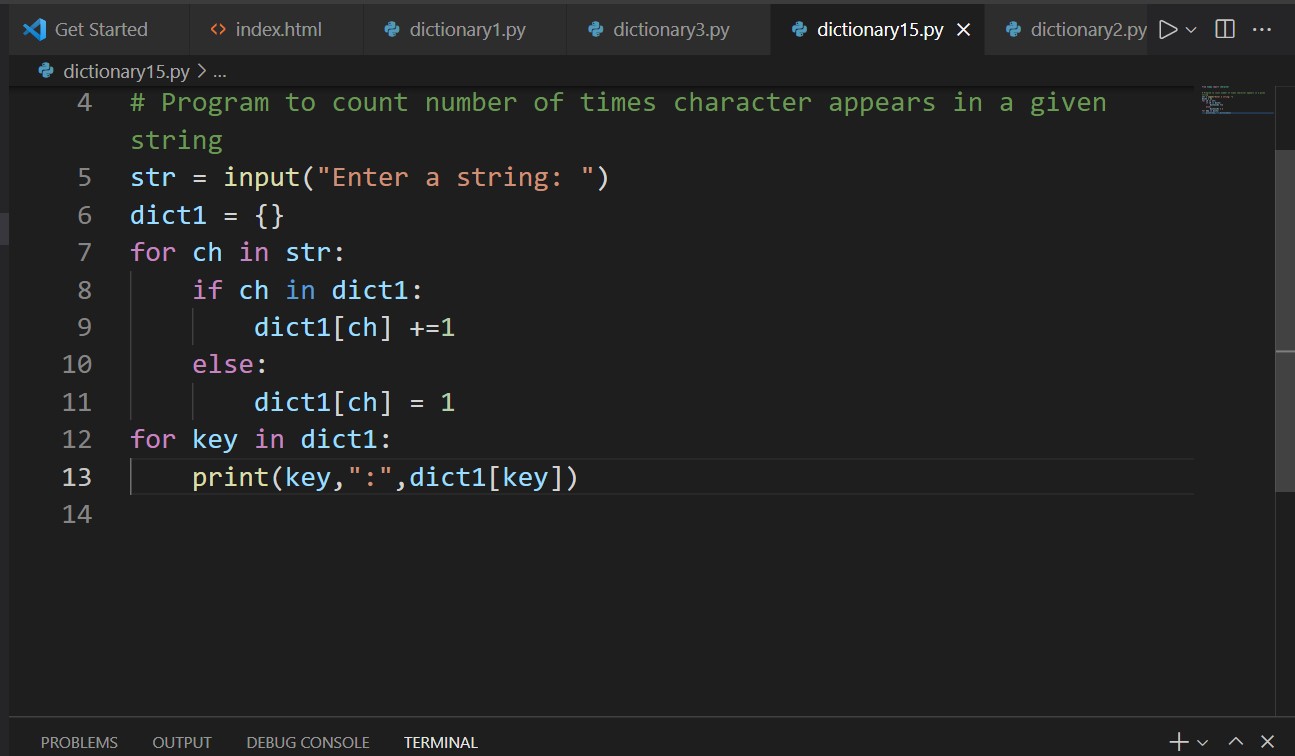 Get Started index.html dictionary1.py dictionary3.py dictionary15.py dictionary2.py
dictionary15.py > ...
4 # Program to count number of times character appears in a given
string
5 str = input("Enter a string: ")
6 dict1 = {}
7 for ch in str:
8     if ch in dict1:
9         dict1[ch] +=1
10     else:
11         dict1[ch] = 1
12 for key in dict1:
13     print(key,":",dict1[key])
14
PROBLEMS OUTPUT DEBUG CONSOLE TERMINAL